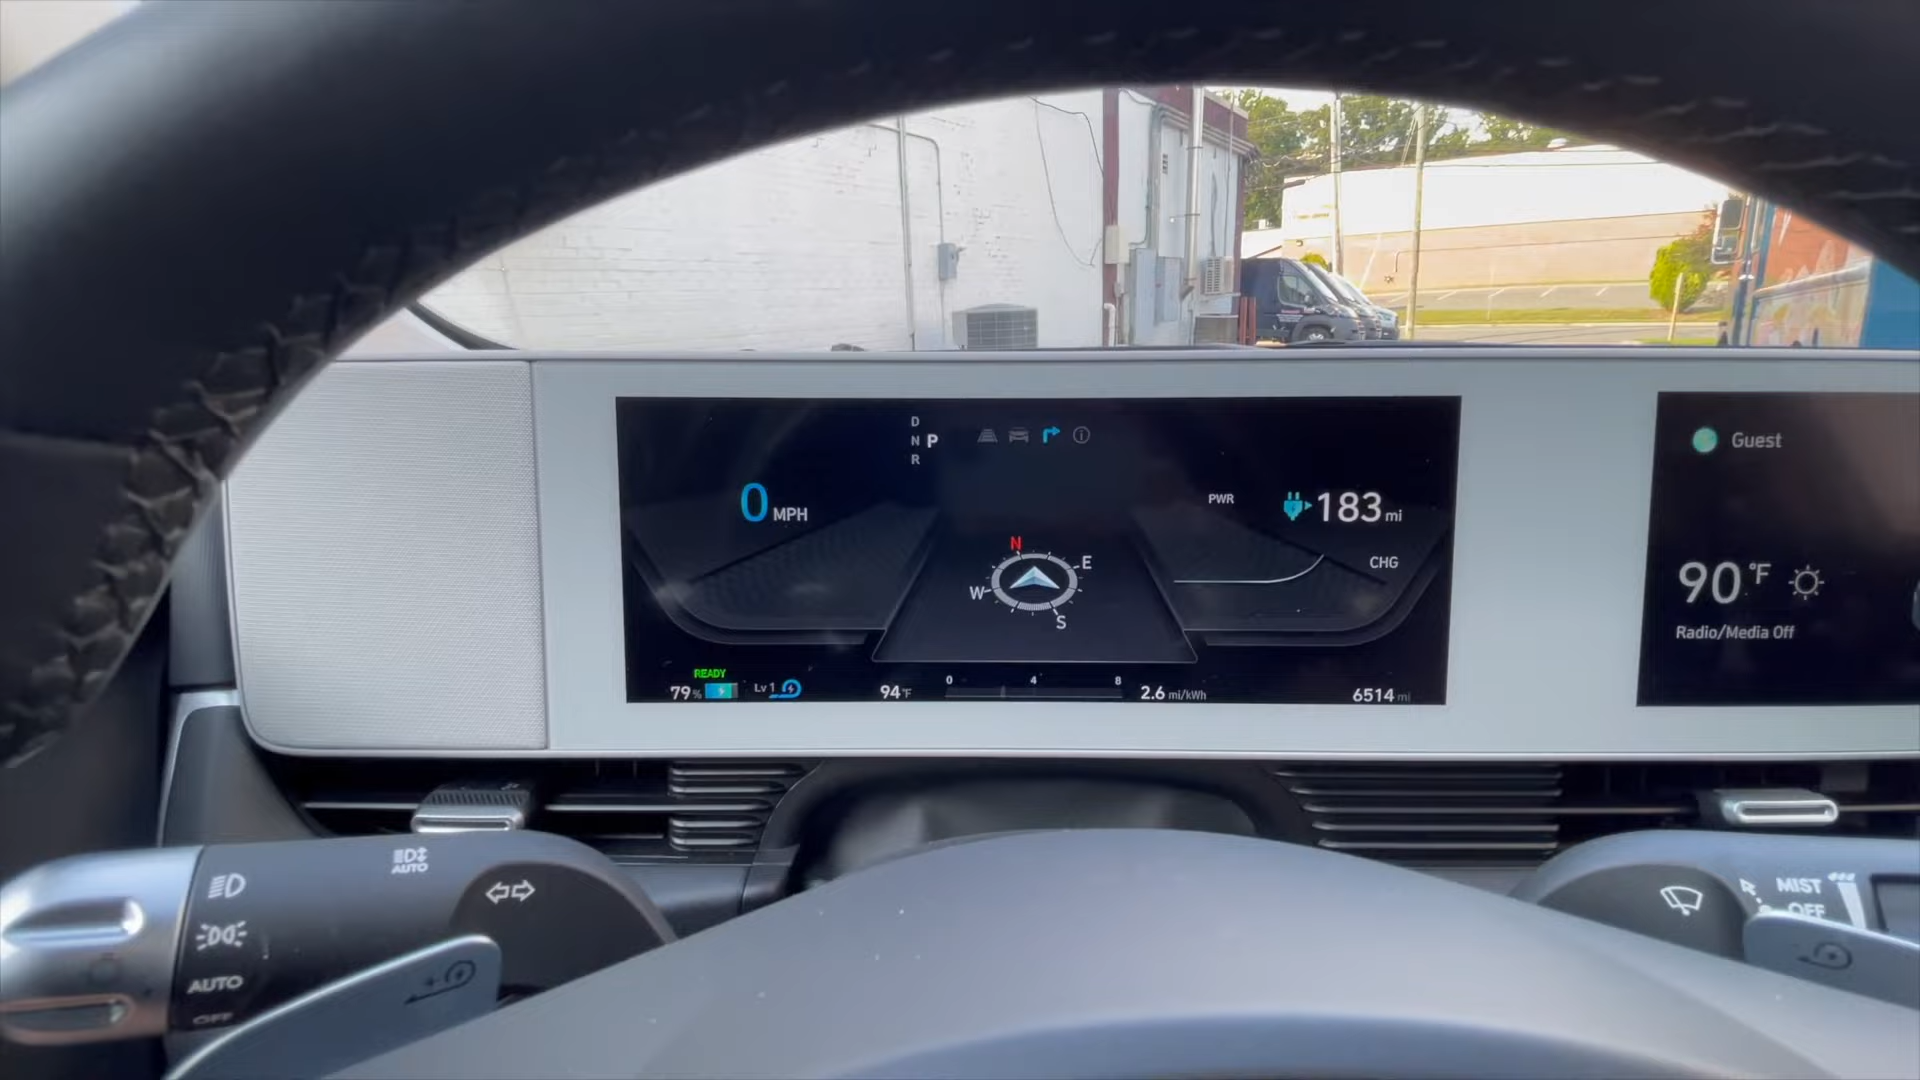 D
N P
R
0 MPH
PWR
183 mi
CHG
N
E
W
S
READY
79%
Lv 1
94°F
0 4 8
2.6 mi/kWh
6514 mi
Guest
90°F
Radio/Media Off
AUTO
AUTO
OFF
MIST
OFF